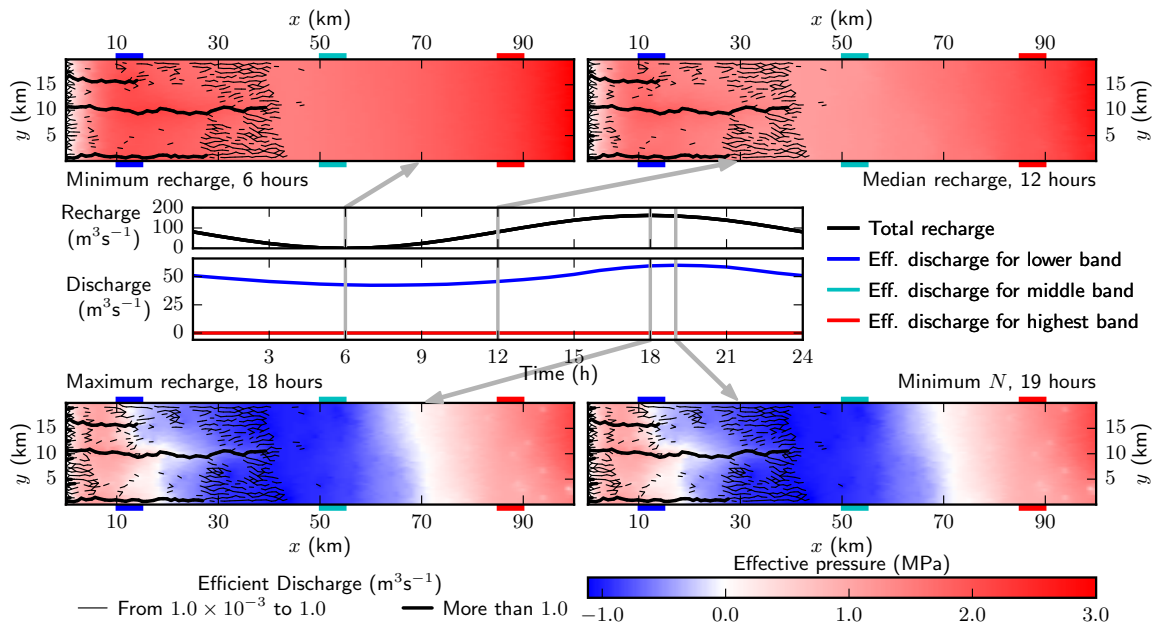 x (km) x (km)
10 30 50 70 90 10 30 50 70 90
y (km) 15 10 5 15 10 5 y (km)
Minimum recharge, 6 hours Median recharge, 12 hours
Recharge (m³s⁻¹) 200 100 0
Discharge (m³s⁻¹) 50 25 0
3 6 9 12 15 18 21 24
Time (h)
Total recharge
Eff. discharge for lower band
Eff. discharge for middle band
Eff. discharge for highest band
Maximum recharge, 18 hours Minimum N, 19 hours
y (km) 15 10 5 15 10 5 y (km)
10 30 50 70 90 10 30 50 70 90
x (km) x (km)
Efficient Discharge (m³s⁻¹)
From 1.0 × 10⁻³ to 1.0 More than 1.0
Effective pressure (MPa)
−1.0 0.0 1.0 2.0 3.0